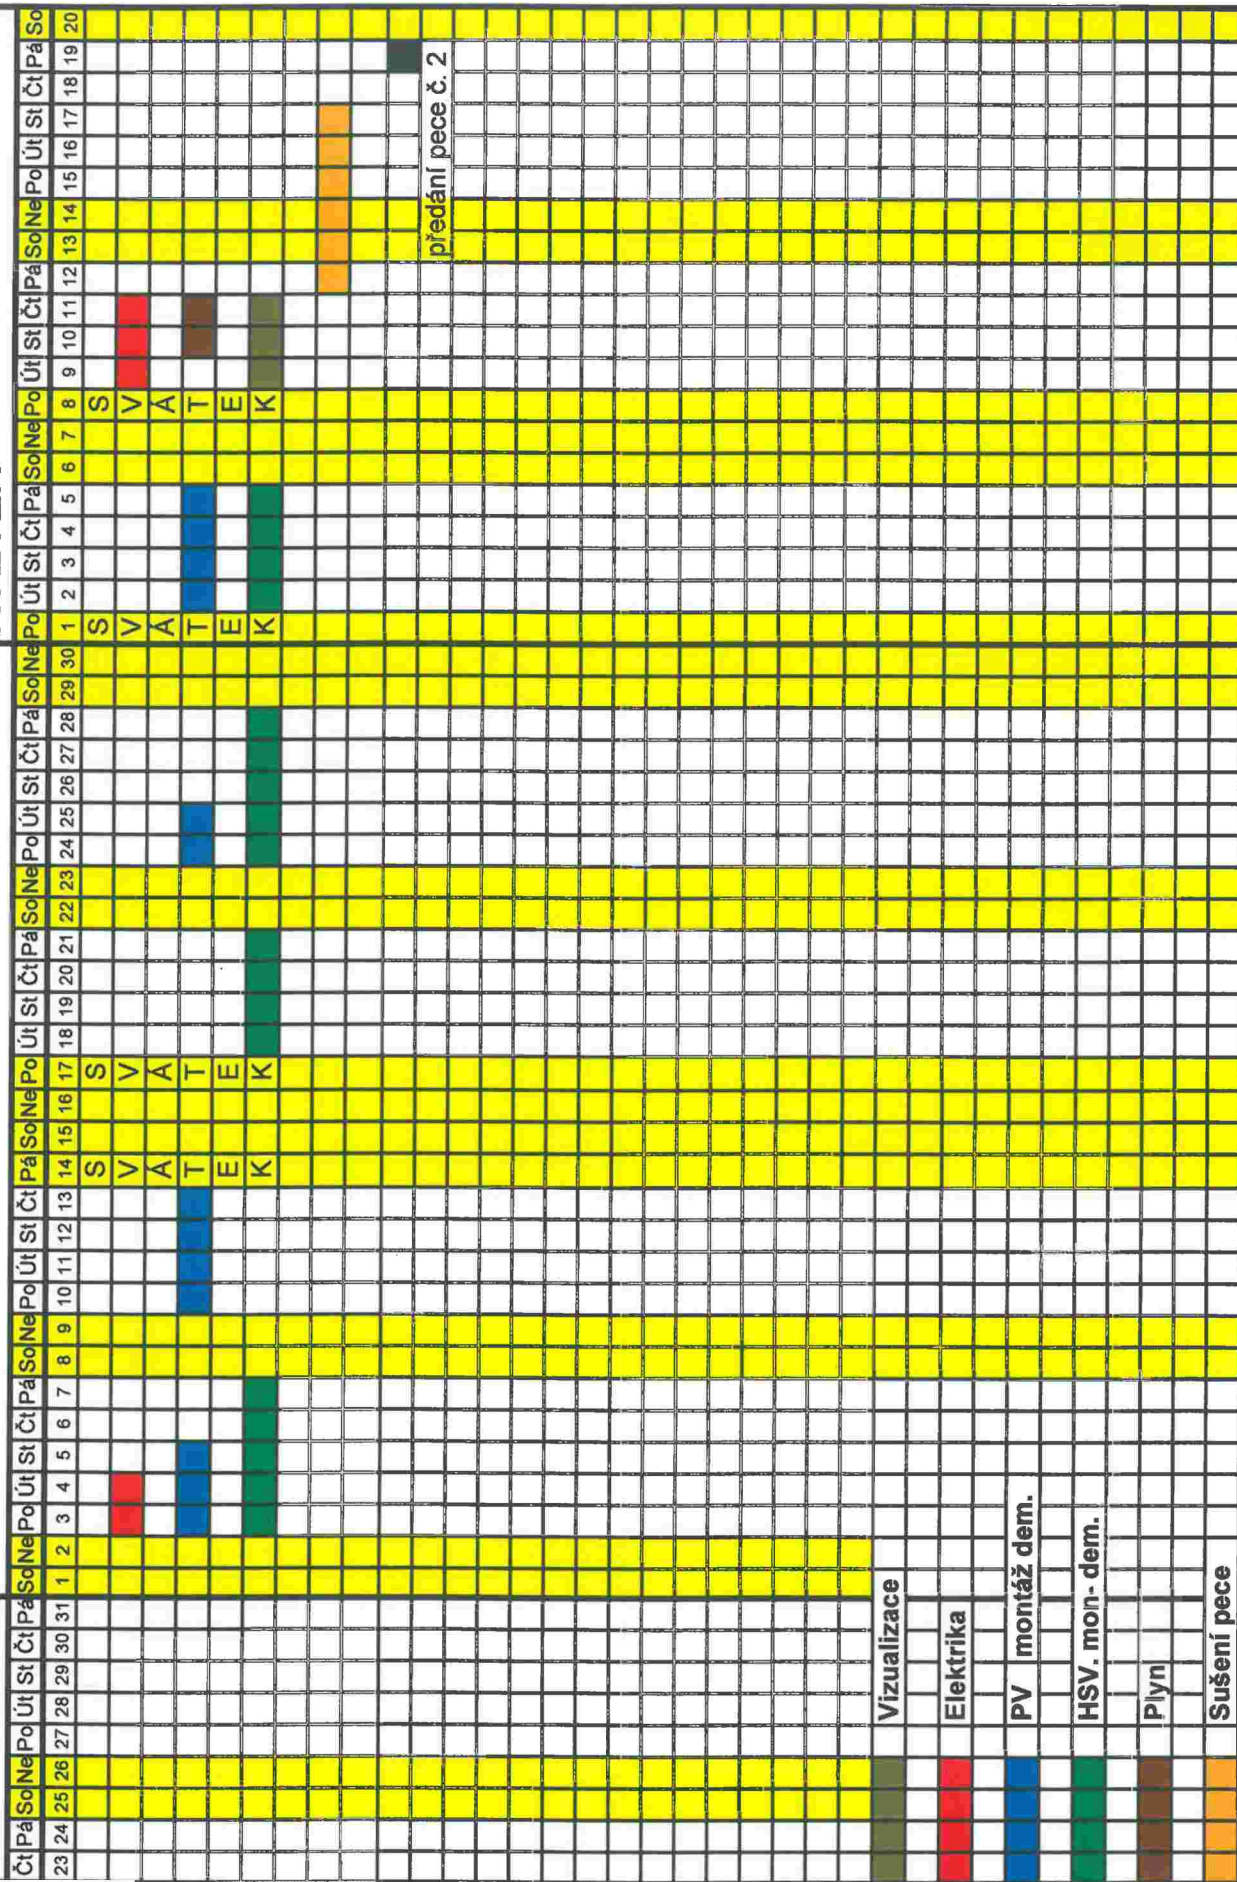 Čt Pá So Ne Po Út St Čt Pá So Ne Po Út St Čt Pá So Ne Po Út St Čt Pá So Ne Po Út St Čt Pá So Ne Po Út St Čt Pá So Ne Po Út St Čt Pá So Ne Po Út St Čt Pá So Ne Po Út St Čt Pá So
23 24 25 26 27 28 29 30 31 1 2 3 4 5 6 7 8 9 10 11 12 13 14 15 16 17 18 19 20 21 22 23 24 25 26 27 28 29 30 1 2 3 4 5 6 7 8 9 10 11 12 13 14 15 16 17 18 19 20
S S S S
V V V V
Á Á Á Á
T T T T
E E E E
K K K K
předání pece č. 2
Vizualizace
Elektrika
PV montáž dem.
HSV. mon- dem.
Plyn
Sušení pece